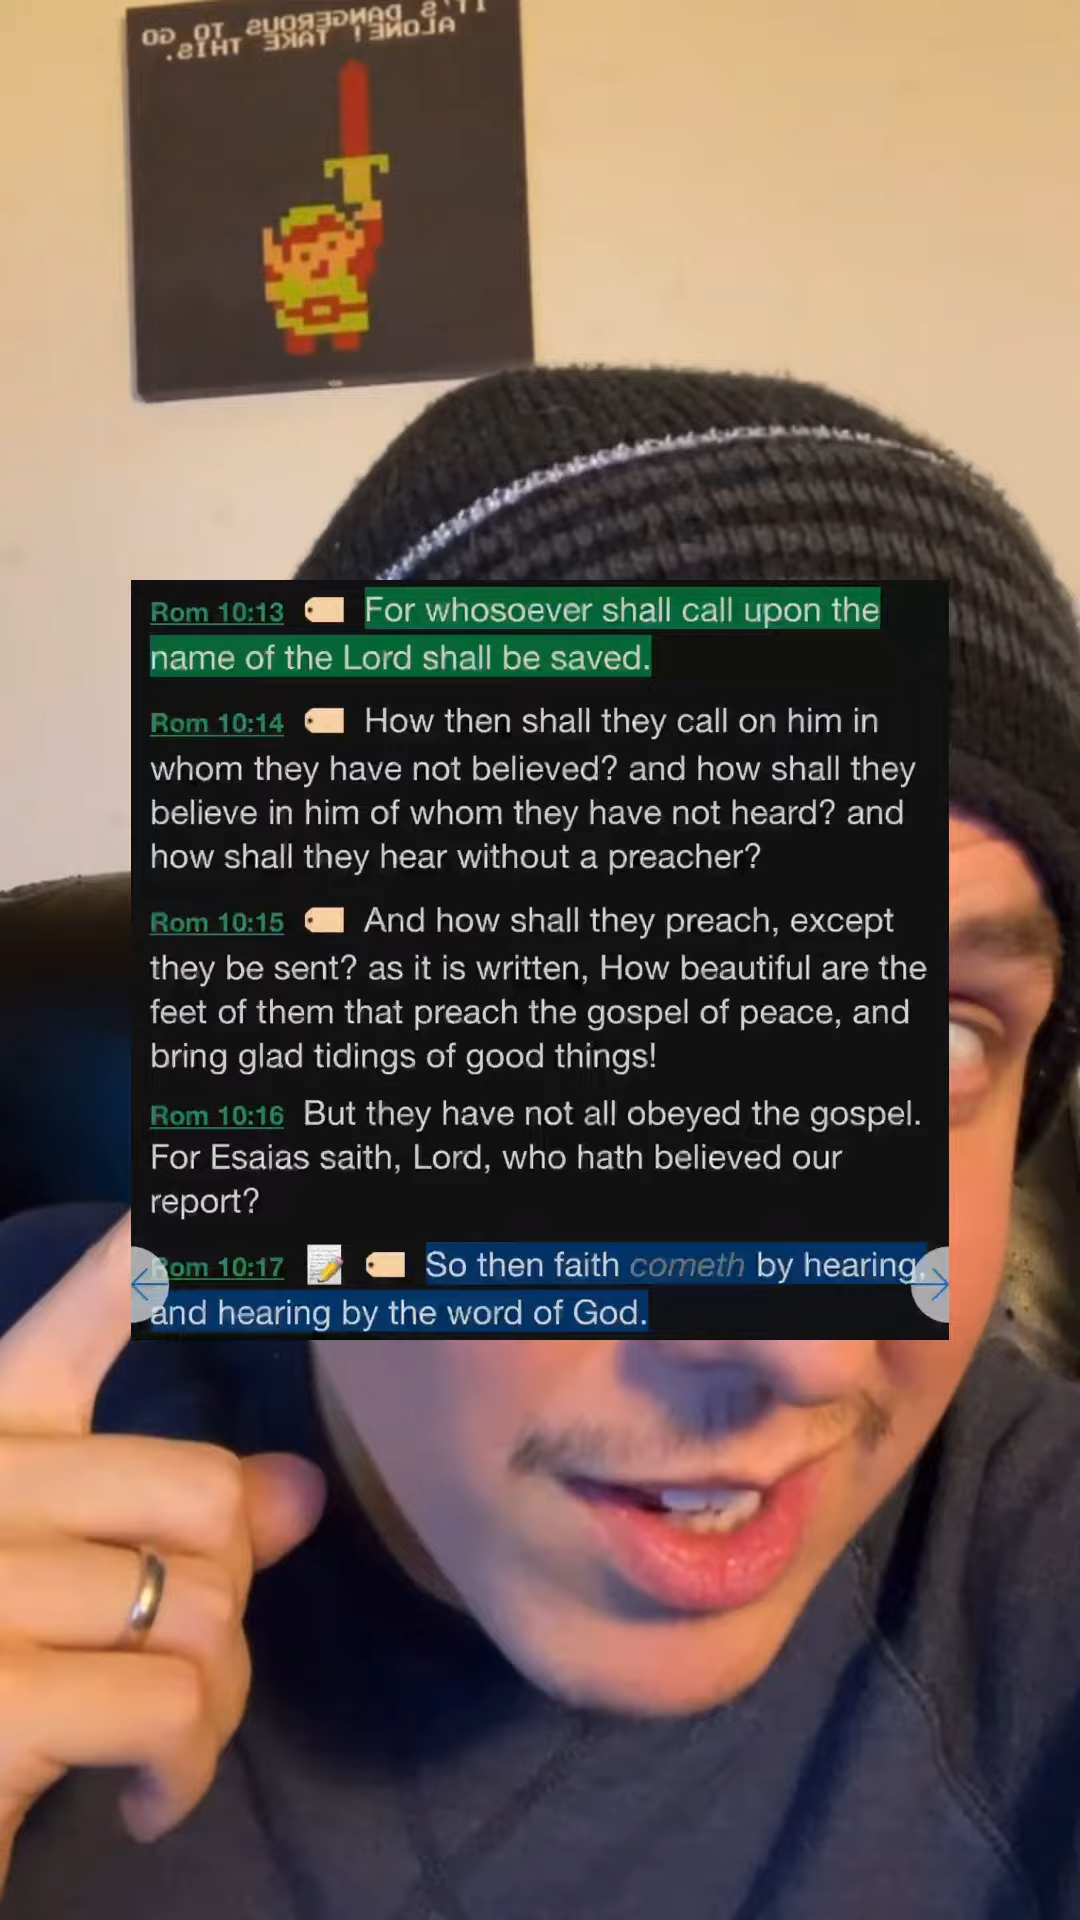 IT'S DANGEROUS TO GO
ALONE! TAKE THIS.
Rom 10:13 For whosoever shall call upon the
name of the Lord shall be saved.
Rom 10:14 How then shall they call on him in
whom they have not believed? and how shall they
believe in him of whom they have not heard? and
how shall they hear without a preacher?
Rom 10:15 And how shall they preach, except
they be sent? as it is written, How beautiful are the
feet of them that preach the gospel of peace, and
bring glad tidings of good things!
Rom 10:16 But they have not all obeyed the gospel.
For Esaias saith, Lord, who hath believed our
report?
Rom 10:17 So then faith cometh by hearing,
and hearing by the word of God.